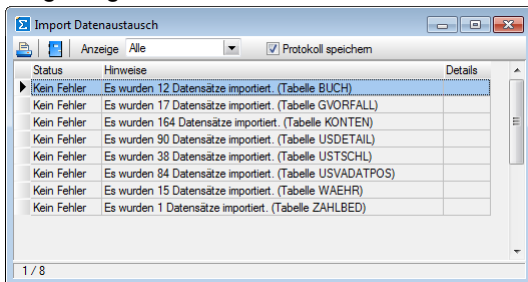 Import Datenaustausch
Anzeige Alle Protokoll speichern
Status Hinweise Details
Kein Fehler Es wurden 12 Datensätze importiert. (Tabelle BUCH)
Kein Fehler Es wurden 17 Datensätze importiert. (Tabelle GVORFALL)
Kein Fehler Es wurden 164 Datensätze importiert. (Tabelle KONTEN)
Kein Fehler Es wurden 90 Datensätze importiert. (Tabelle USDETAIL)
Kein Fehler Es wurden 38 Datensätze importiert. (Tabelle USTSCHL)
Kein Fehler Es wurden 84 Datensätze importiert. (Tabelle USVADATPOS)
Kein Fehler Es wurden 15 Datensätze importiert. (Tabelle WAEHR)
Kein Fehler Es wurden 1 Datensätze importiert. (Tabelle ZAHLBED)
1 / 8